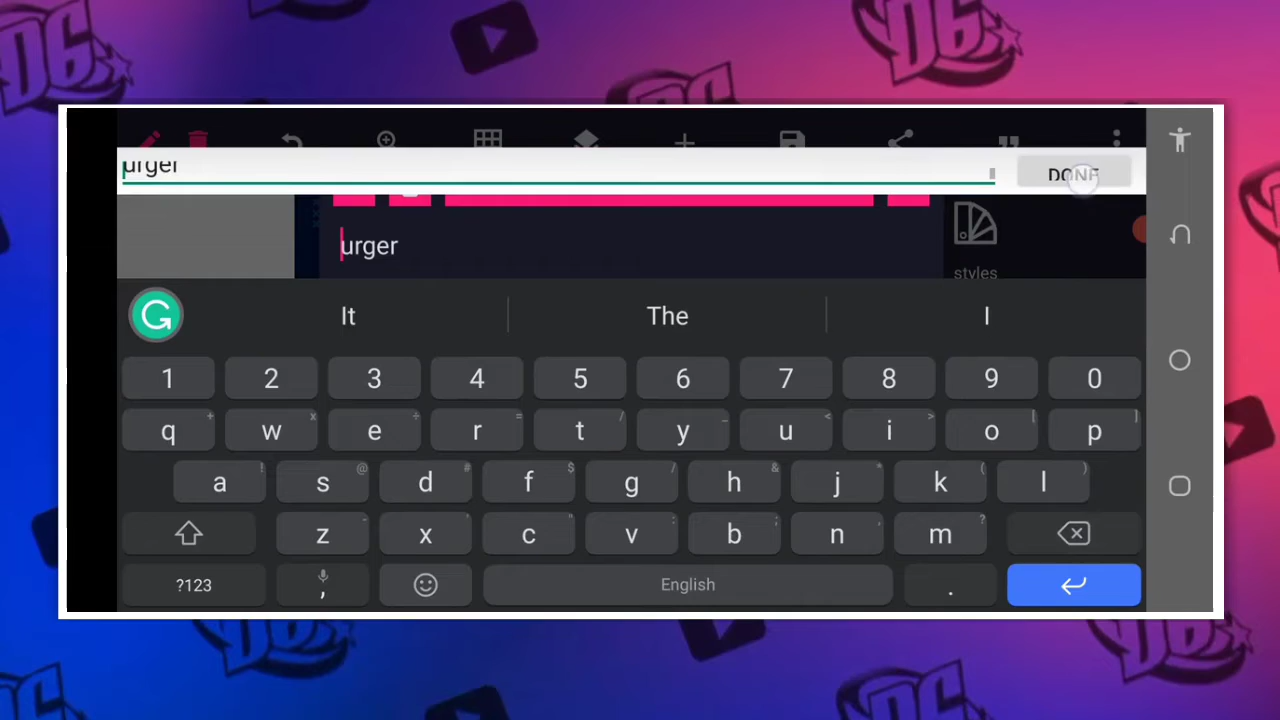 urger
DONE
urger
styles
It The I
1 2 3 4 5 6 7 8 9 0
q w e r t y u i o p
a s d f g h j k l
z x c v b n m
?123 , English .